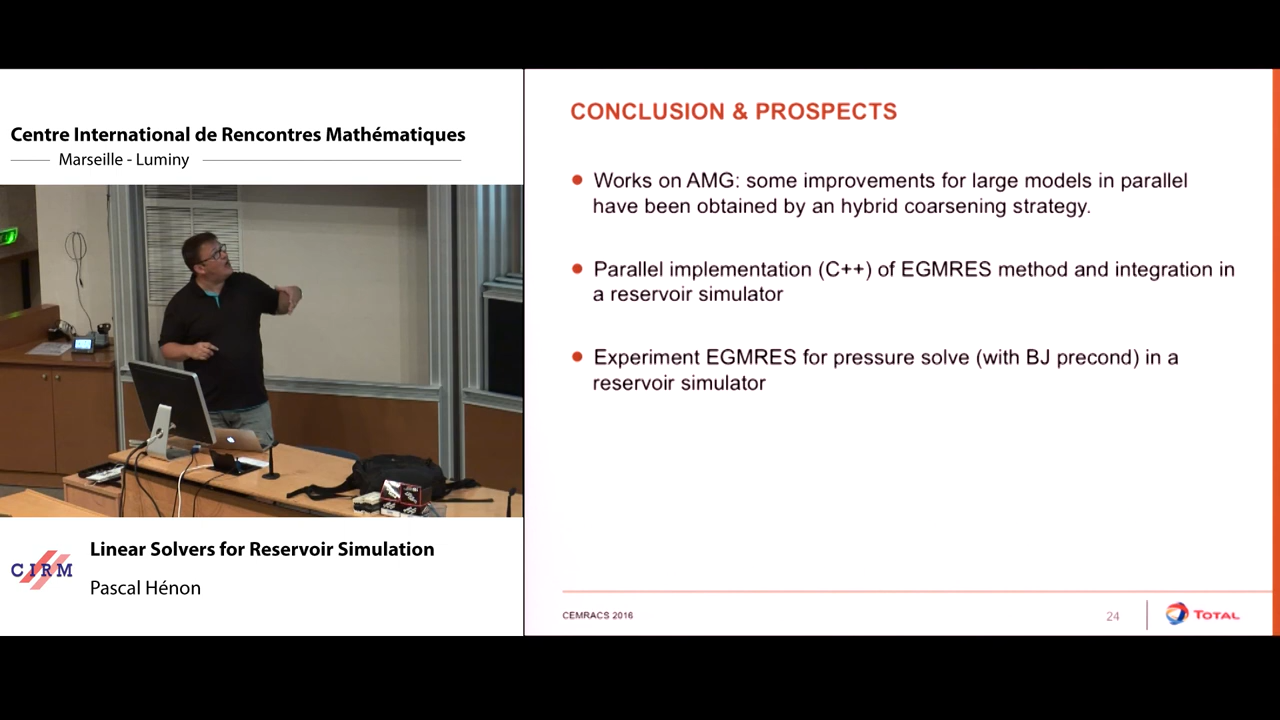 Centre International de Rencontres Mathématiques
Marseille - Luminy
CIRM
Linear Solvers for Reservoir Simulation
Pascal Hénon
CONCLUSION & PROSPECTS
Works on AMG: some improvements for large models in parallel
have been obtained by an hybrid coarsening strategy.
Parallel implementation (C++) of EGMRES method and integration in
a reservoir simulator
Experiment EGMRES for pressure solve (with BJ precond) in a
reservoir simulator
CEMRACS 2016
24
TOTAL